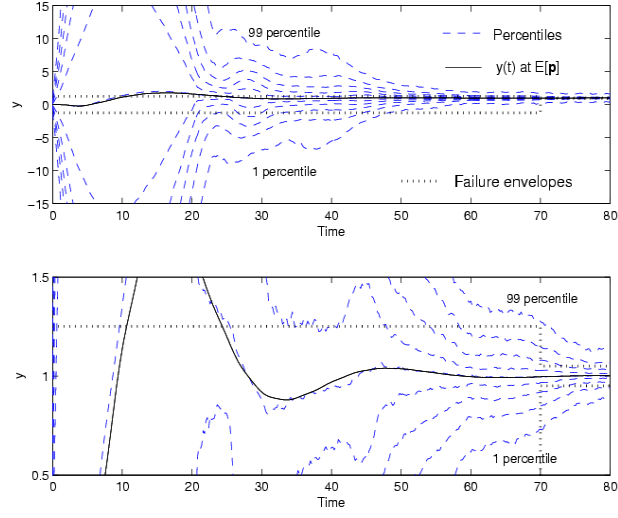 15
10
5
0
−5
−10
−15
y
99 percentile
Percentiles
y(t) at E[p]
1 percentile
Failure envelopes
0 10 20 30 40 50 60 70 80
Time
1.5
1
0.5
y
99 percentile
1 percentile
0 10 20 30 40 50 60 70 80
Time